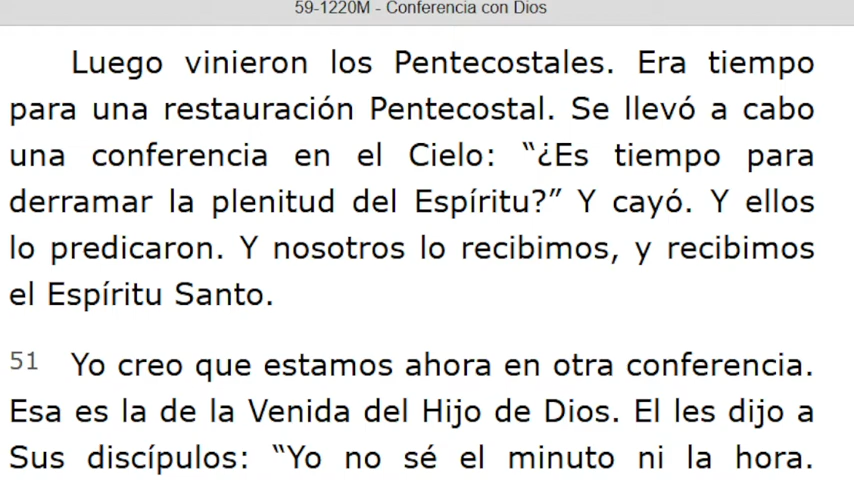 59-1220M - Conferencia con Dios
Luego vinieron los Pentecostales. Era tiempo
para una restauración Pentecostal. Se llevó a cabo
una conferencia en el Cielo: “¿Es tiempo para
derramar la plenitud del Espíritu?” Y cayó. Y ellos
lo predicaron. Y nosotros lo recibimos, y recibimos
el Espíritu Santo.
51 Yo creo que estamos ahora en otra conferencia.
Esa es la de la Venida del Hijo de Dios. El les dijo a
Sus discípulos: “Yo no sé el minuto ni la hora.